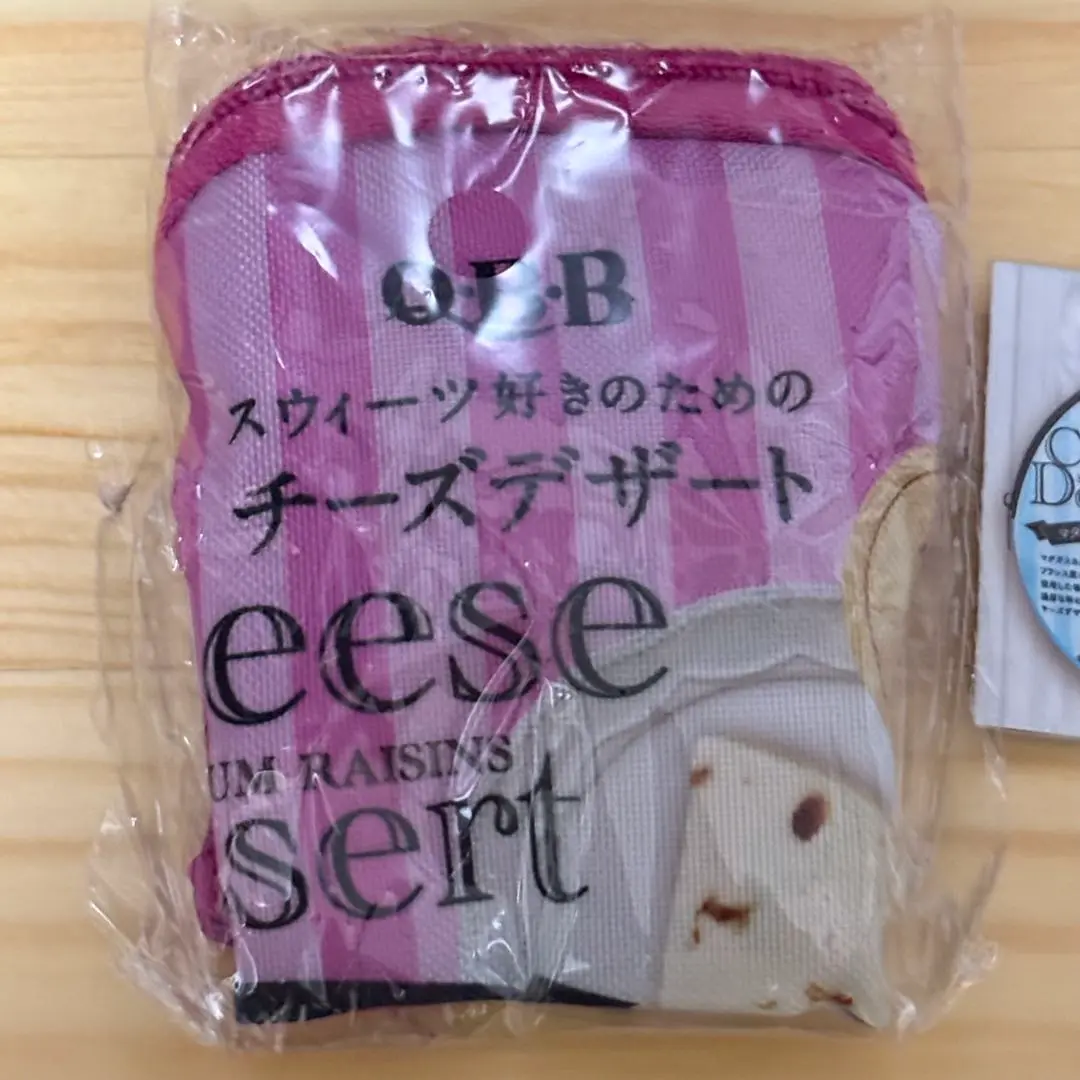 Q·B·B
スウィーツ好きのための
チーズデザート
eese
UM RAISINS
sert